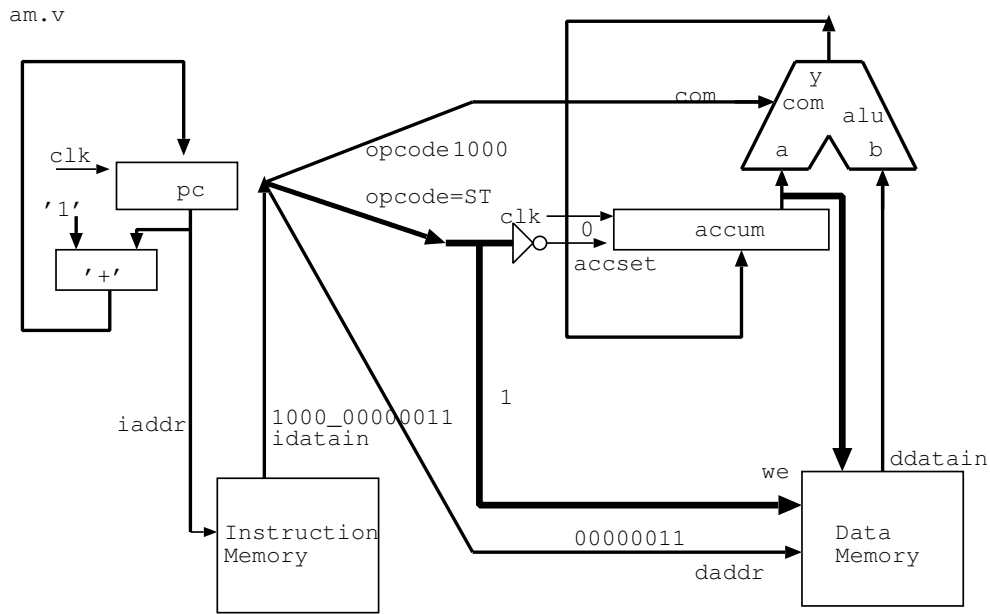 am.v
y
com
com
alu
opcode1000
clk
a
b
pc
opcode=ST
'1'
clk
0
accum
accset
'+'
1
iaddr
1000_00000011
idatain
we
ddatain
Instruction
Memory
00000011
Data
Memory
daddr